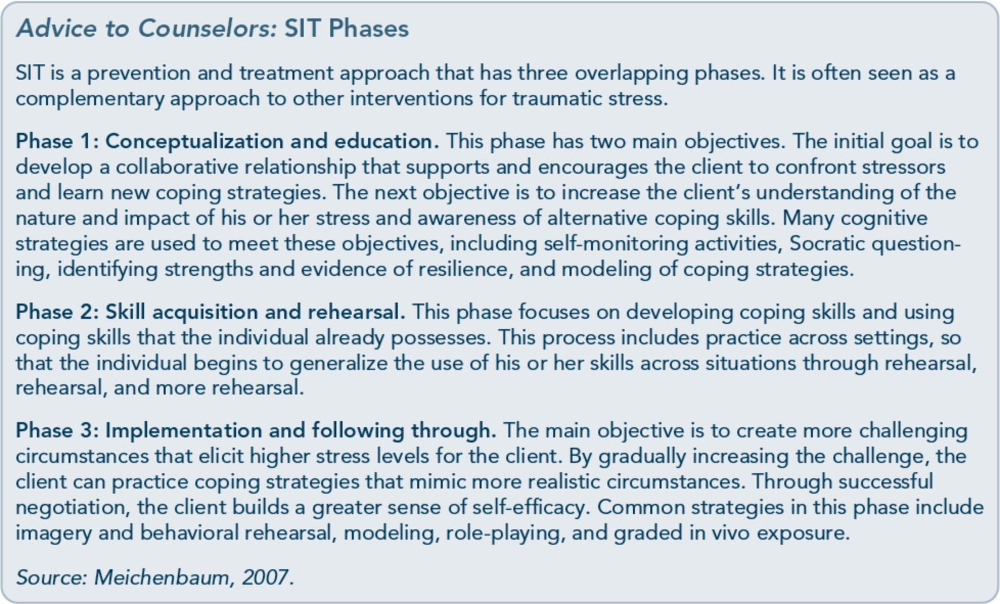 Advice to Counselors: SIT Phases
SIT is a prevention and treatment approach that has three overlapping phases. It is often seen as a
complementary approach to other interventions for traumatic stress.
Phase 1: Conceptualization and education. This phase has two main objectives. The initial goal is to
develop a collaborative relationship that supports and encourages the client to confront stressors
and learn new coping strategies. The next objective is to increase the client’s understanding of the
nature and impact of his or her stress and awareness of alternative coping skills. Many cognitive
strategies are used to meet these objectives, including self-monitoring activities, Socratic question-
ing, identifying strengths and evidence of resilience, and modeling of coping strategies.
Phase 2: Skill acquisition and rehearsal. This phase focuses on developing coping skills and using
coping skills that the individual already possesses. This process includes practice across settings, so
that the individual begins to generalize the use of his or her skills across situations through rehearsal,
rehearsal, and more rehearsal.
Phase 3: Implementation and following through. The main objective is to create more challenging
circumstances that elicit higher stress levels for the client. By gradually increasing the challenge, the
client can practice coping strategies that mimic more realistic circumstances. Through successful
negotiation, the client builds a greater sense of self-efficacy. Common strategies in this phase include
imagery and behavioral rehearsal, modeling, role-playing, and graded in vivo exposure.
Source: Meichenbaum, 2007.